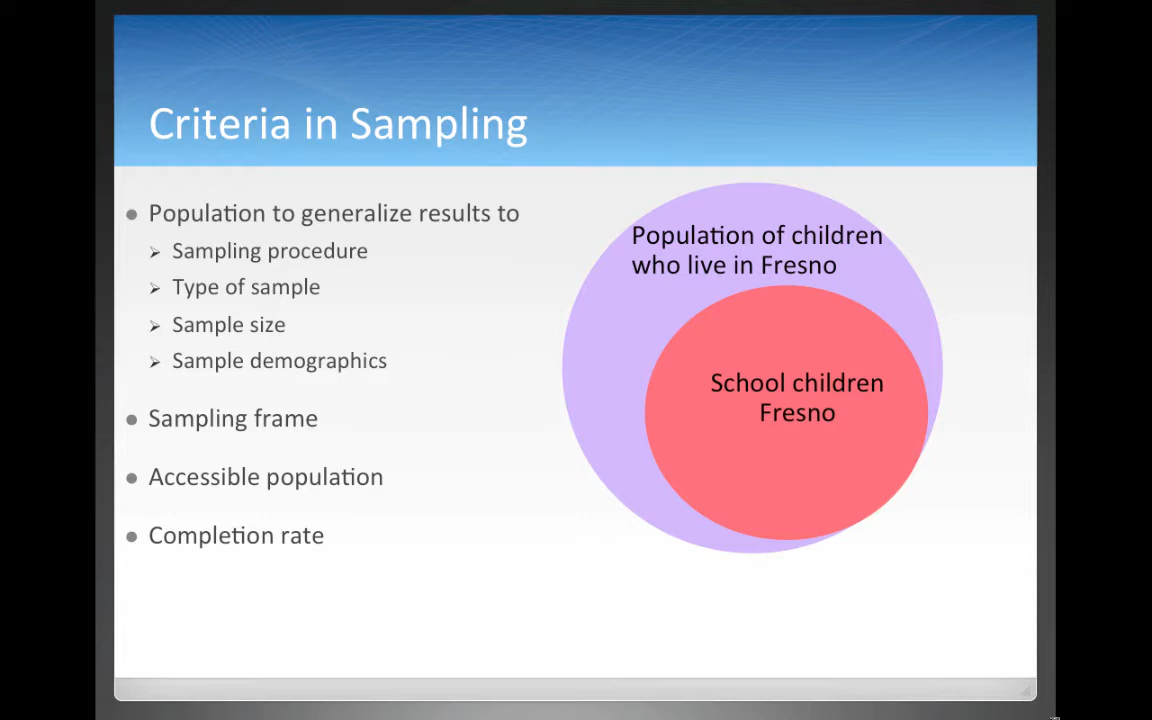 Criteria in Sampling
Population to generalize results to
Sampling procedure
Type of sample
Sample size
Sample demographics
Sampling frame
Accessible population
Completion rate
Population of children
who live in Fresno
School children
Fresno